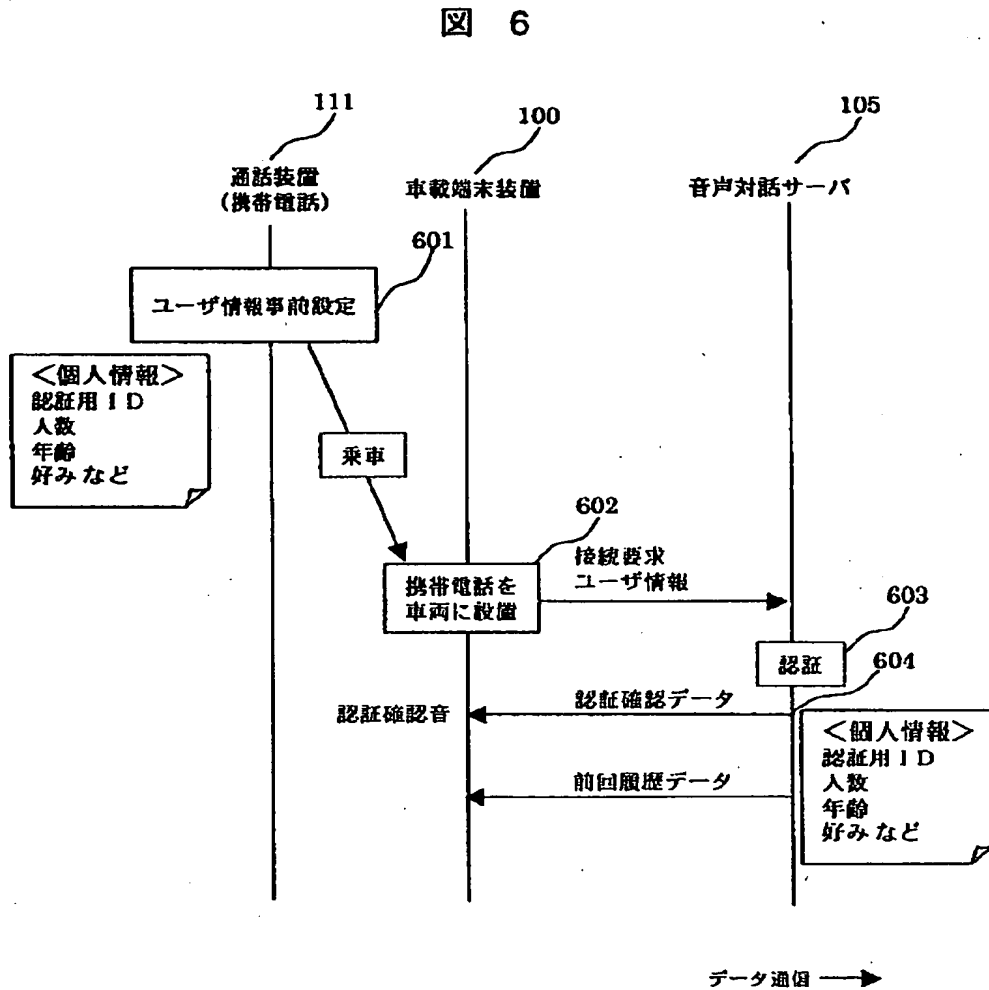 図 6
111
100
105
通話装置
(携帯電話)
車載端末装置
音声対話サーバ
601
ユーザ情報事前設定
＜個人情報＞
認証用ID
人数
年齢
好みなど
乗車
602
携帯電話を
車両に設置
接続要求
ユーザ情報
603
認証
604
認証確認音
認証確認データ
前回履歴データ
＜個人情報＞
認証用ID
人数
年齢
好みなど
データ通信